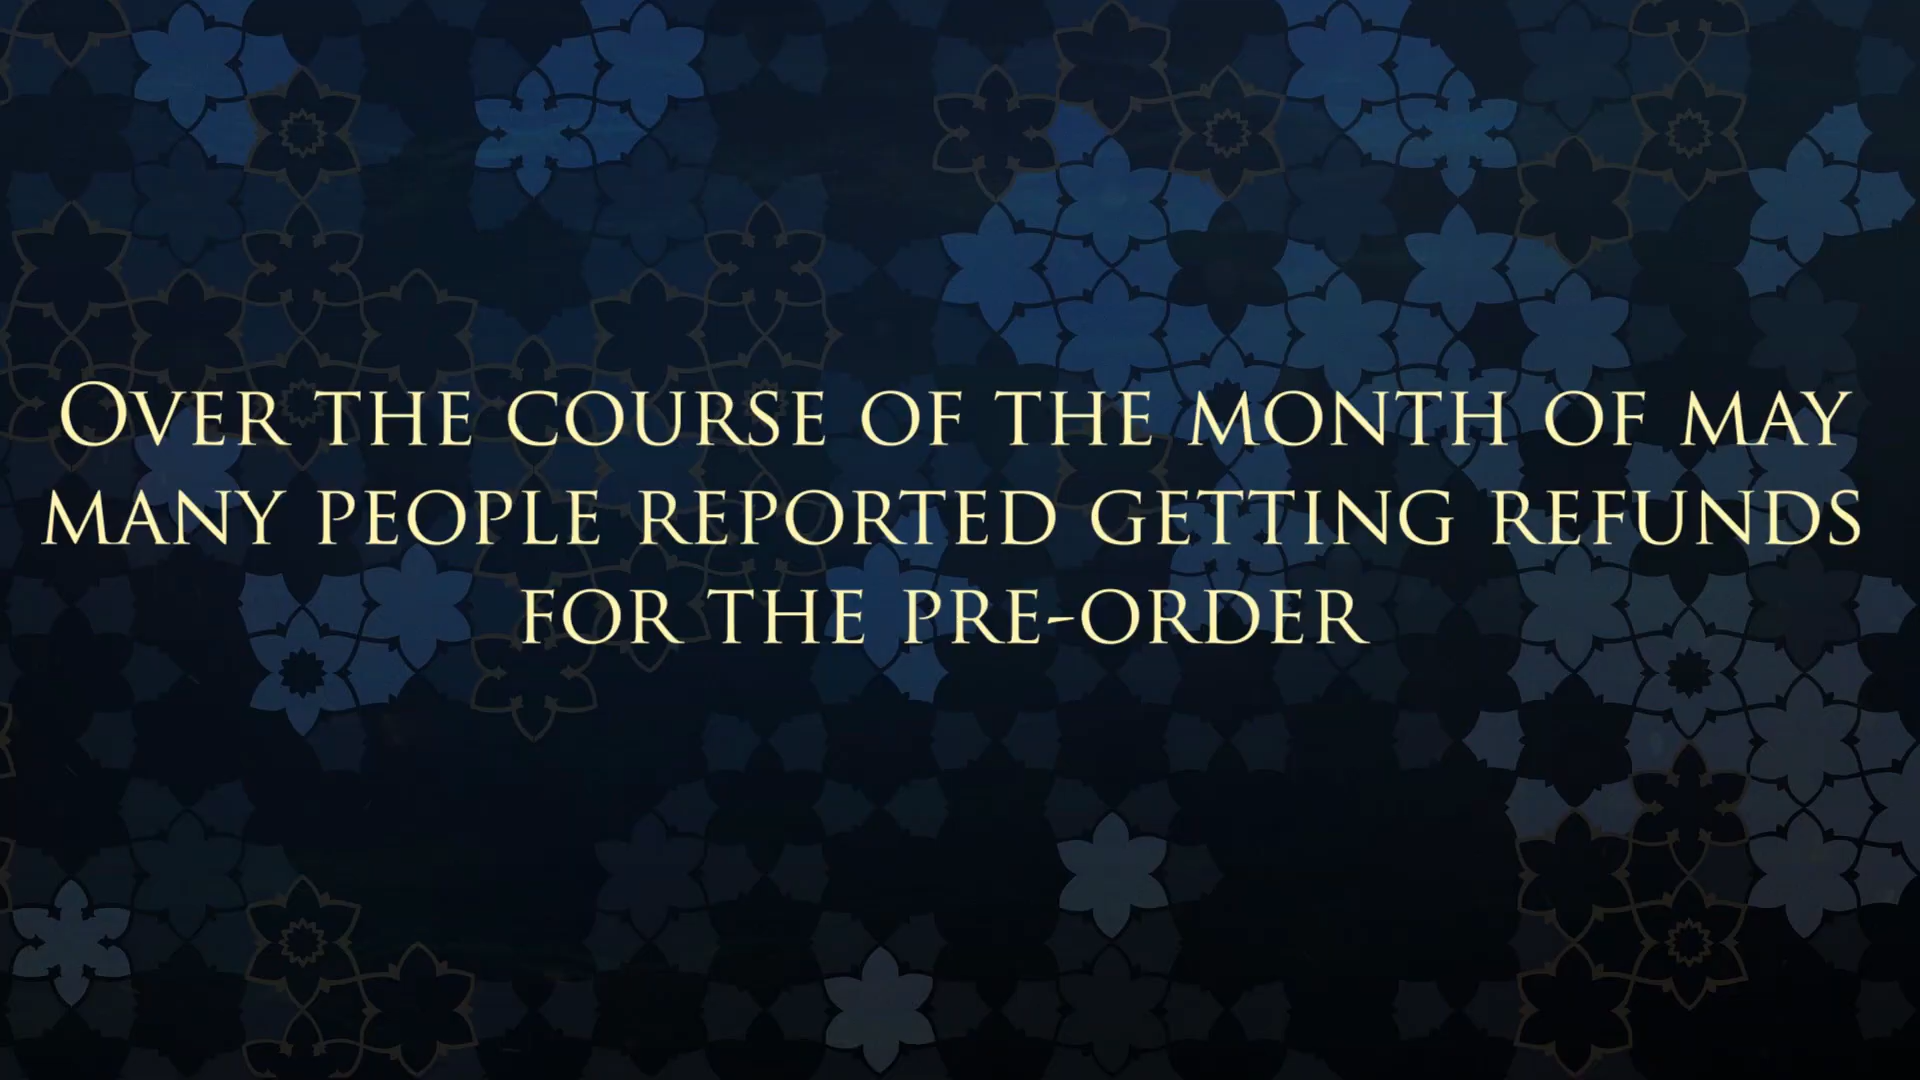 Over the course of the month of may
many people reported getting refunds
for the pre-order